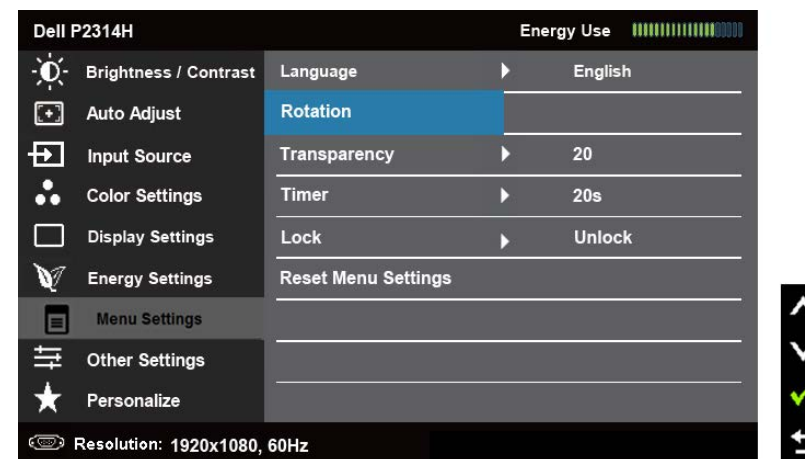 Dell P2314H Energy Use
Brightness / Contrast Language English
Auto Adjust Rotation
Input Source Transparency 20
Color Settings Timer 20s
Display Settings Lock Unlock
Energy Settings Reset Menu Settings
Menu Settings
Other Settings
Personalize
Resolution: 1920x1080, 60Hz